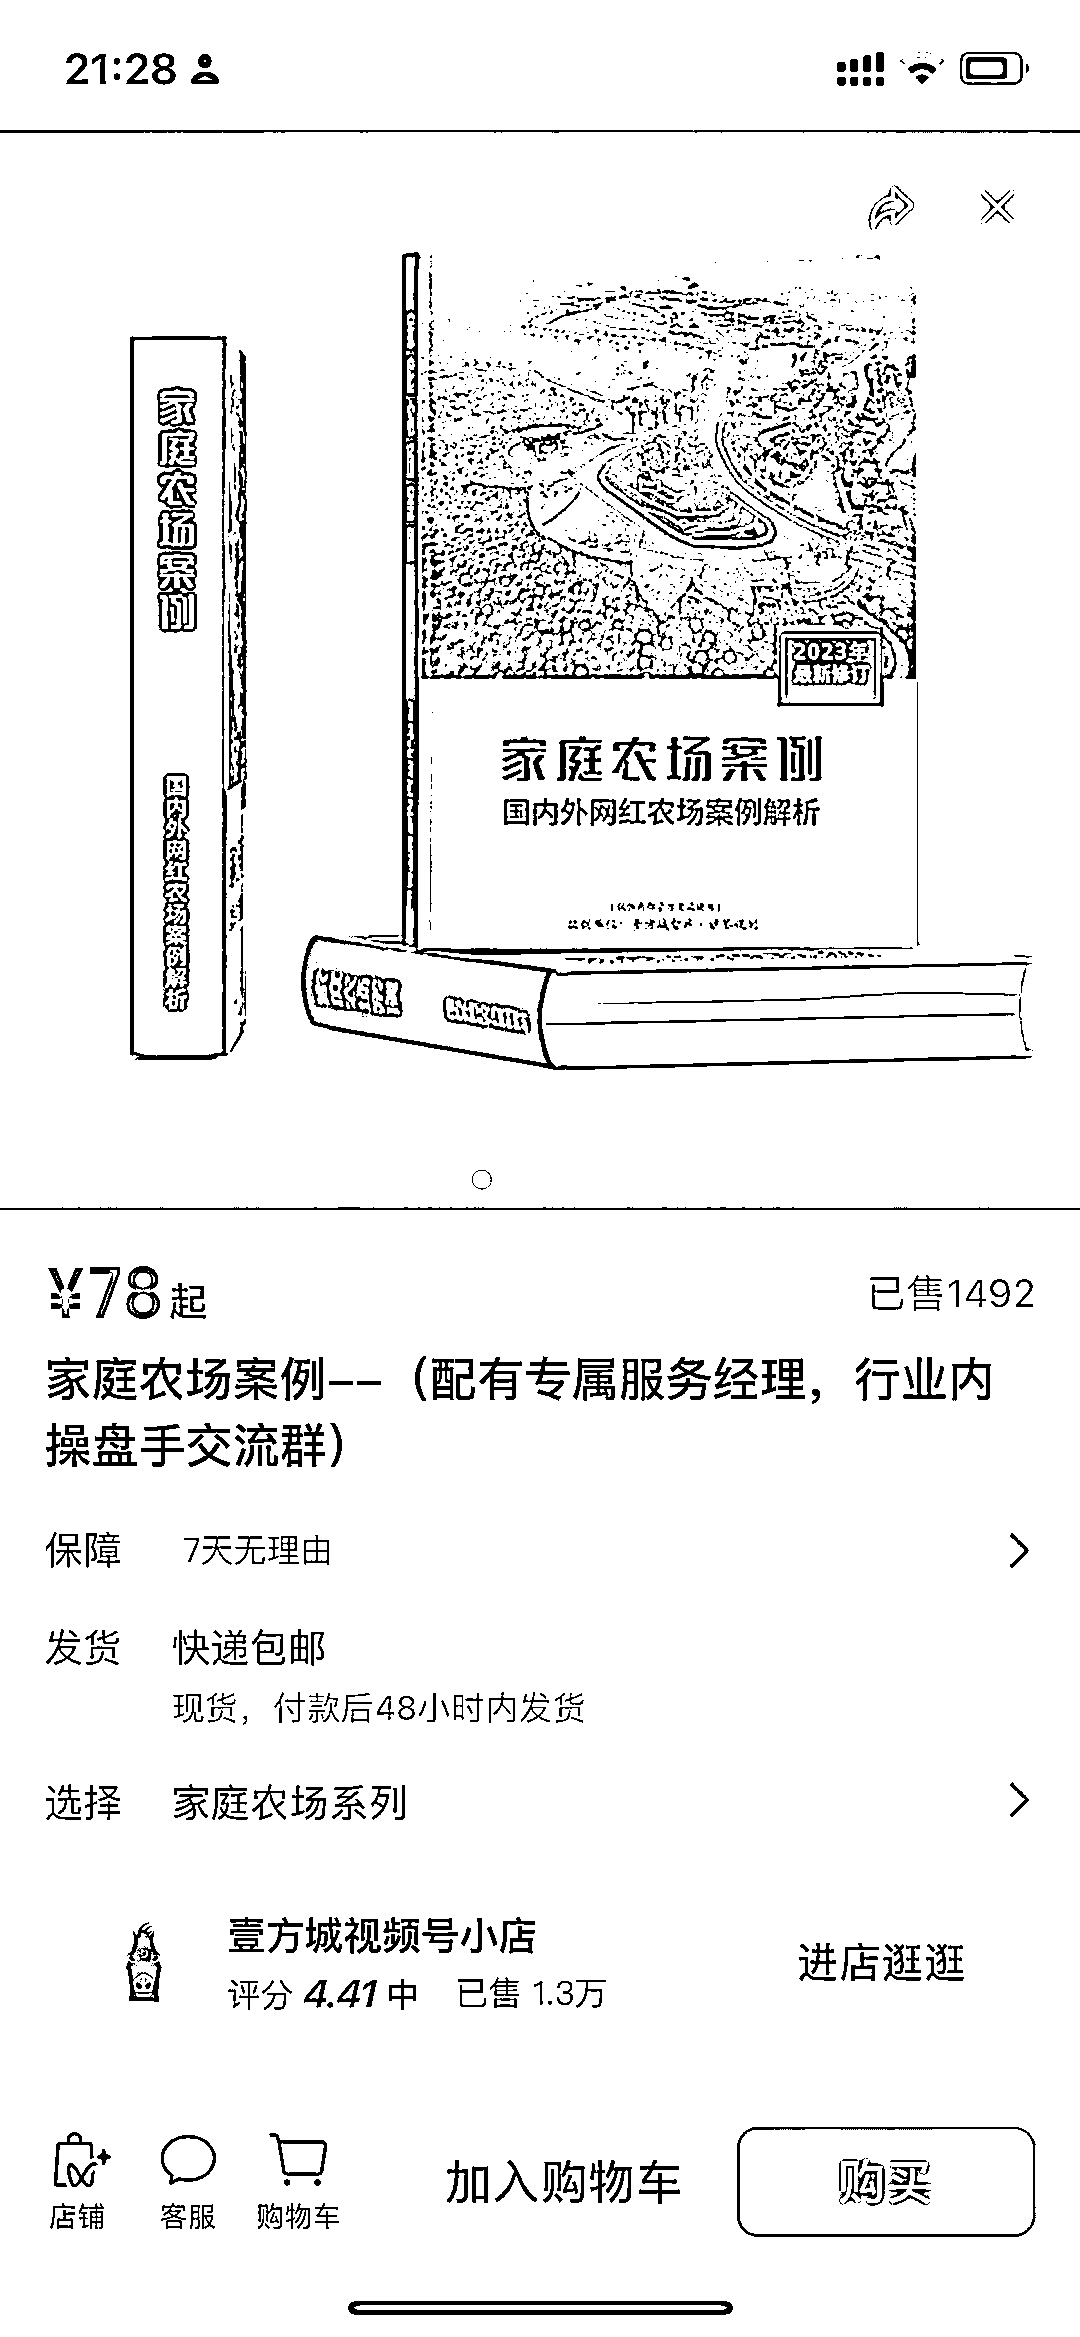 21:28
家庭农场案例
国内外网红农场案例解析
2023年
最新修订
家庭农场案例
国内外网红农场案例解析
¥78起
已售1492
家庭农场案例--（配有专属服务经理，行业内
操盘手交流群）
保障 7天无理由
发货 快递包邮
现货，付款后48小时内发货
选择 家庭农场系列
壹方城视频号小店
评分 4.41 中 已售 1.3万
进店逛逛
店铺 客服 购物车
加入购物车
购买